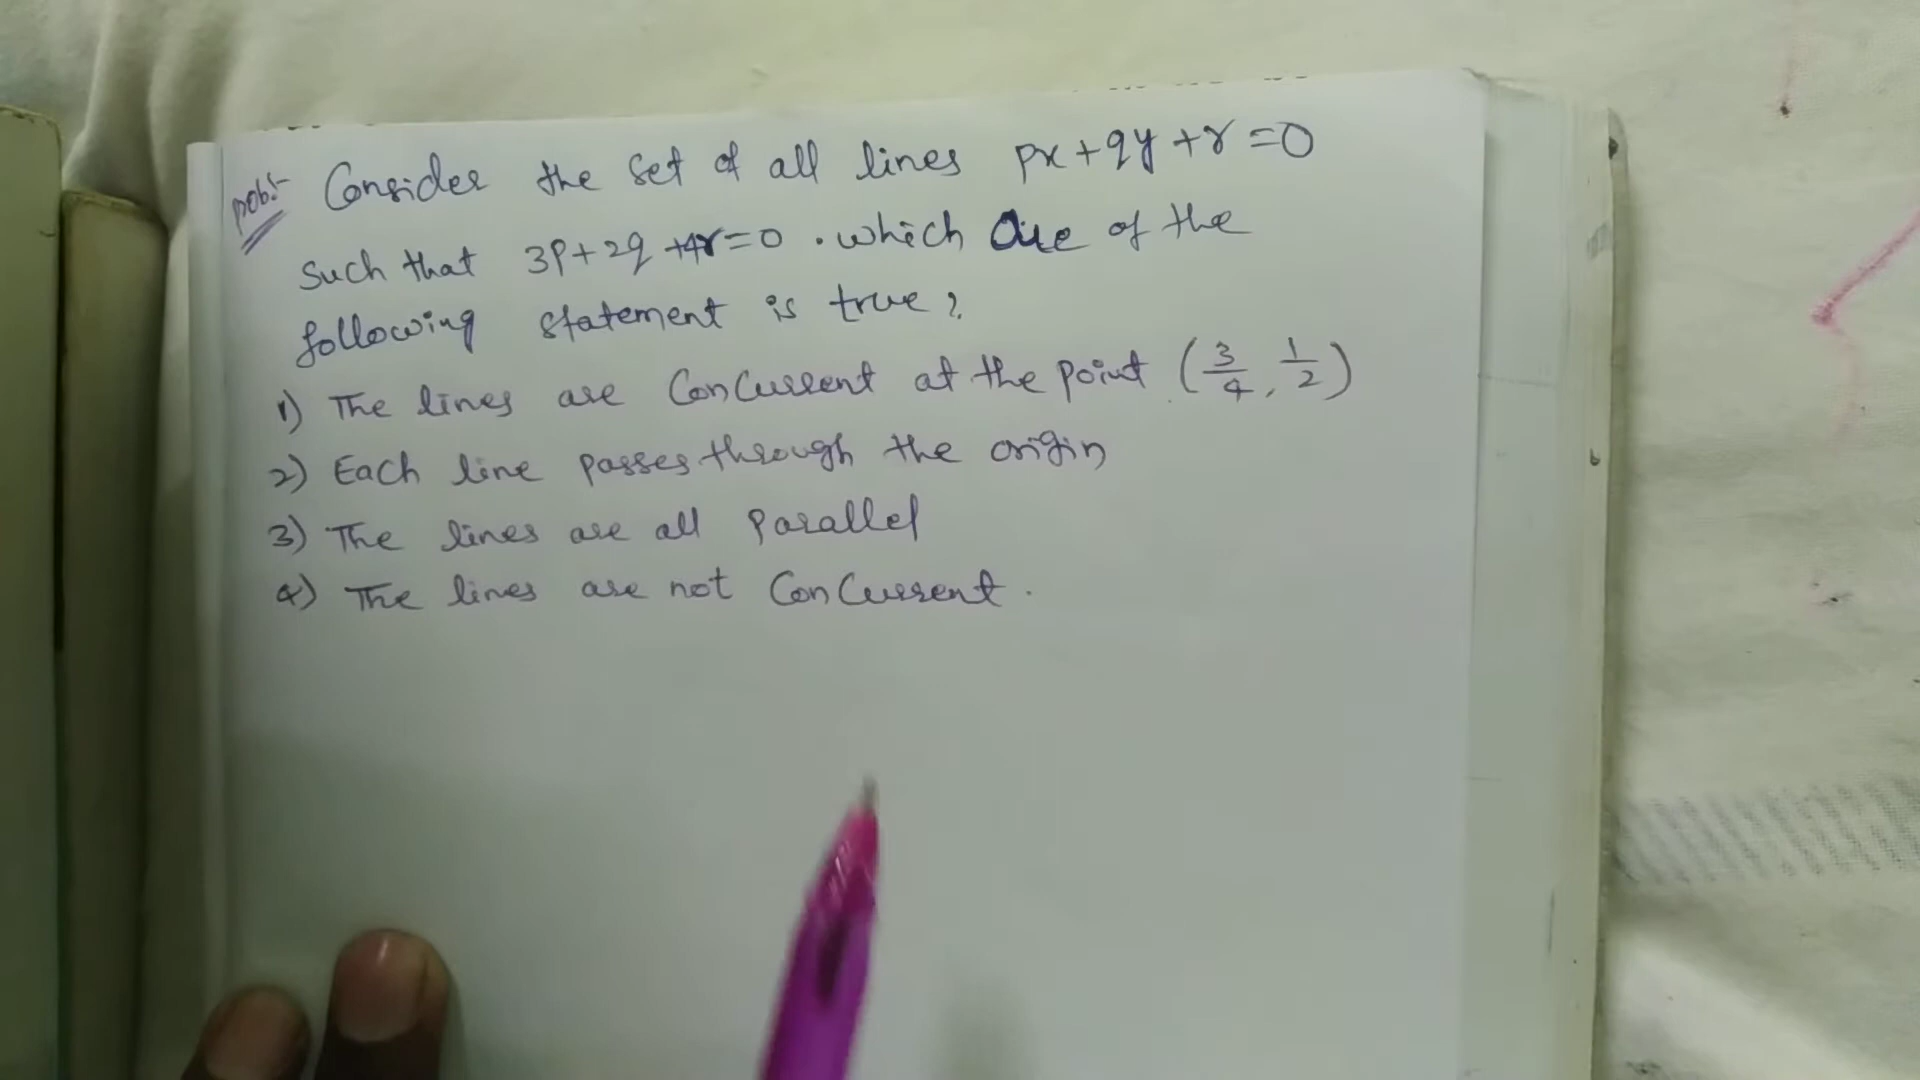 prob:- Consider the set of all lines px+qy+r=0
Such that 3p+2q+4r=0. which one of the
following statement is true?
1) The lines are Concurrent at the point (3/4, 1/2)
2) Each line passes through the origin
3) The lines are all Parallel
4) The lines are not Concurrent.